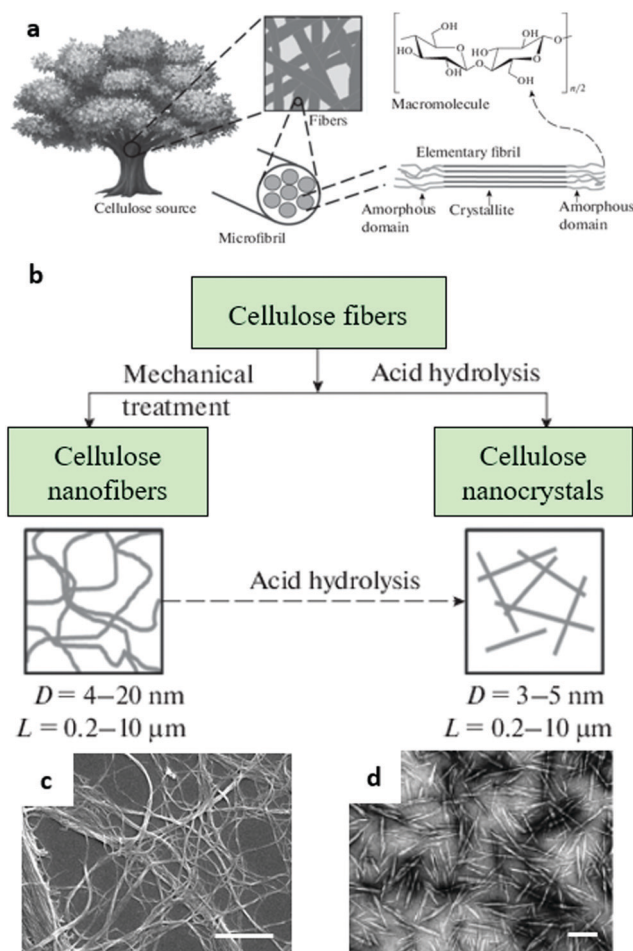 a
OH
HO
O
OH
O
HO
OH
O
O
OH
n/2
Macromolecule
Fibers
Cellulose source
Elementary fibril
Microfibril
Amorphous
domain
Crystallite
Amorphous
domain
b
Cellulose fibers
Mechanical
treatment
Acid hydrolysis
Cellulose
nanofibers
Cellulose
nanocrystals
Acid hydrolysis
D = 4–20 nm
L = 0.2–10 μm
D = 3–5 nm
L = 0.2–10 μm
c
d